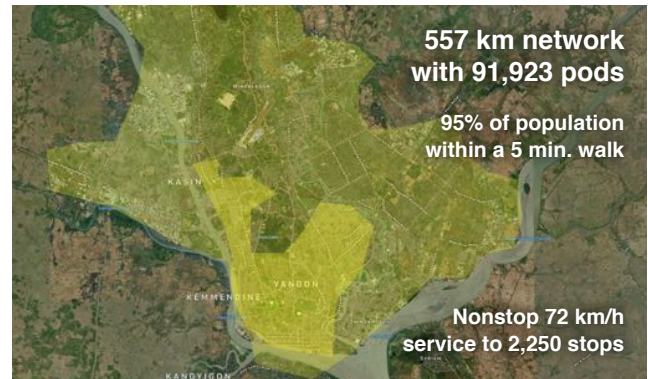 557 km network
with 91,923 pods
95% of population
within a 5 min. walk
KASIN
YANGON
KEMMENDINE
Nonstop 72 km/h
service to 2,250 stops
KANDYIGON